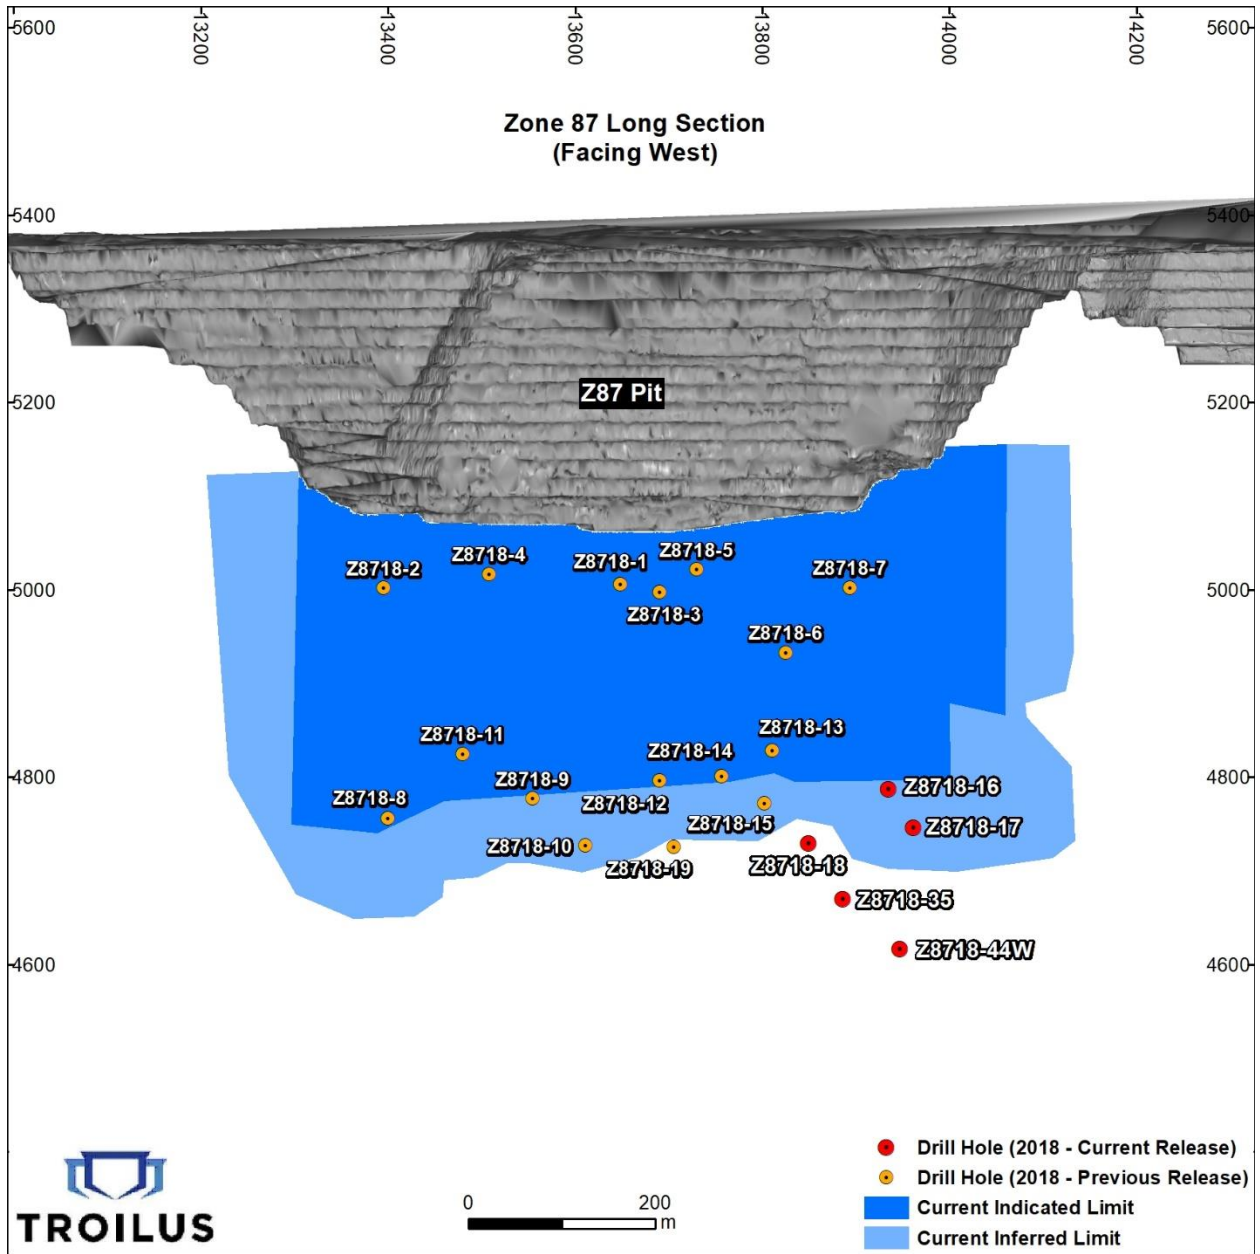 5600
13200
13400
13600
13800
14000
14200
5600
Zone 87 Long Section
(Facing West)
5400
5400
5200
Z87 Pit
5200
5000
Z8718-2
Z8718-4
Z8718-1
Z8718-5
Z8718-3
Z8718-7
5000
Z8718-6
Z8718-11
Z8718-14
Z8718-13
4800
Z8718-8
Z8718-9
Z8718-12
Z8718-15
Z8718-16
4800
Z8718-10
Z8718-19
Z8718-18
Z8718-17
Z8718-35
Z8718-44W
4600
4600
TROILUS
0
200
m
Drill Hole (2018 - Current Release)
Drill Hole (2018 - Previous Release)
Current Indicated Limit
Current Inferred Limit